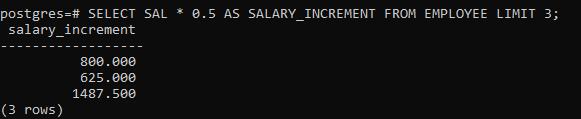 postgres=# SELECT SAL * 0.5 AS SALARY_INCREMENT FROM EMPLOYEE LIMIT 3;
 salary_increment
------------------
          800.000
          625.000
         1487.500
(3 rows)